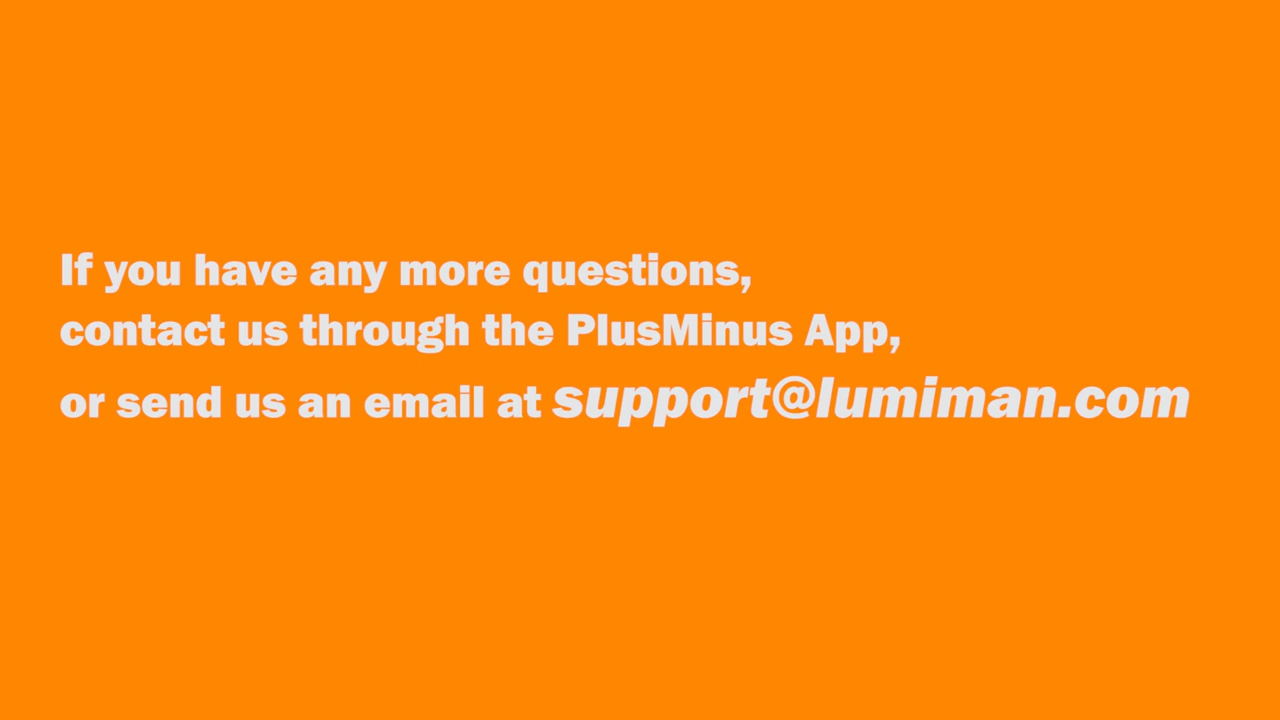 If you have any more questions,
contact us through the PlusMinus App,
or send us an email at support@lumiman.com